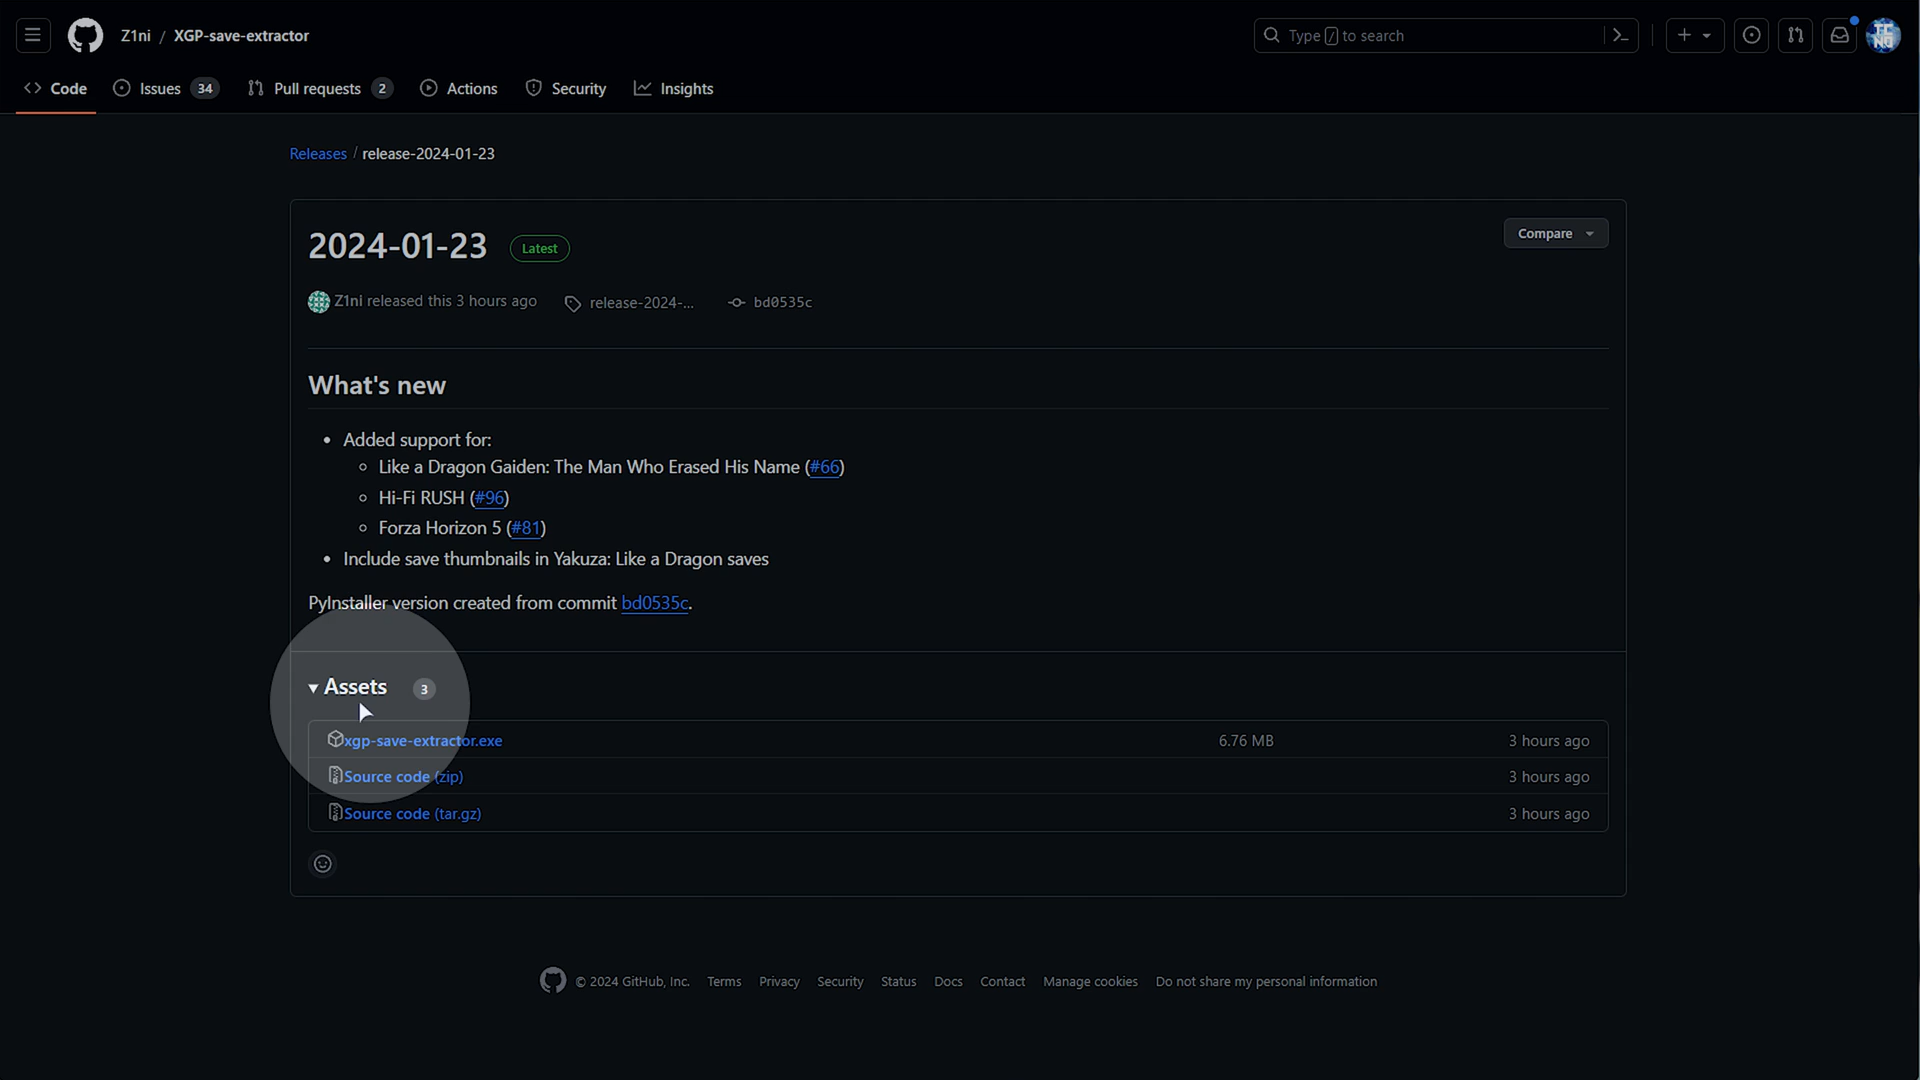 Z1ni / XGP-save-extractor
Type / to search
Code
Issues 34
Pull requests 2
Actions
Security
Insights
Releases / release-2024-01-23
2024-01-23 Latest
Compare
Z1ni released this 3 hours ago release-2024-... bd0535c
What's new
Added support for:
Like a Dragon Gaiden: The Man Who Erased His Name (#66)
Hi-Fi RUSH (#96)
Forza Horizon 5 (#81)
Include save thumbnails in Yakuza: Like a Dragon saves
PyInstaller version created from commit bd0535c.
Assets 3
xgp-save-extractor.exe 6.76 MB 3 hours ago
Source code (zip) 3 hours ago
Source code (tar.gz) 3 hours ago
© 2024 GitHub, Inc. Terms Privacy Security Status Docs Contact Manage cookies Do not share my personal information